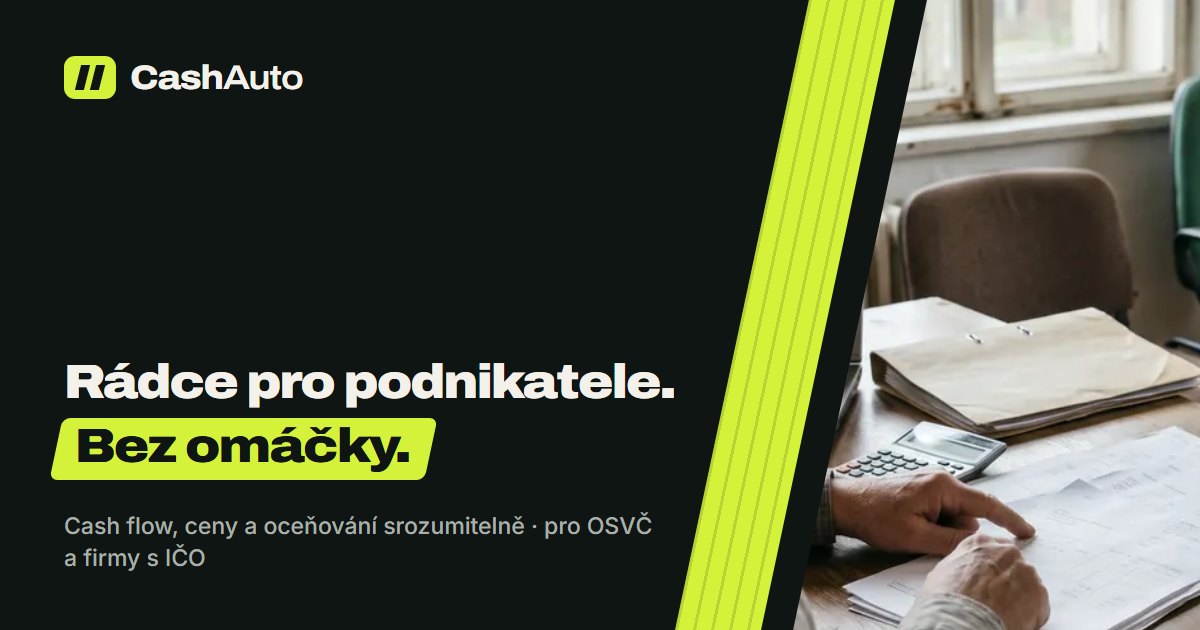 CashAuto
Rádce pro podnikatele.
Bez omáčky.
Cash flow, ceny a oceňování srozumitelně · pro OSVČ
a firmy s IČO